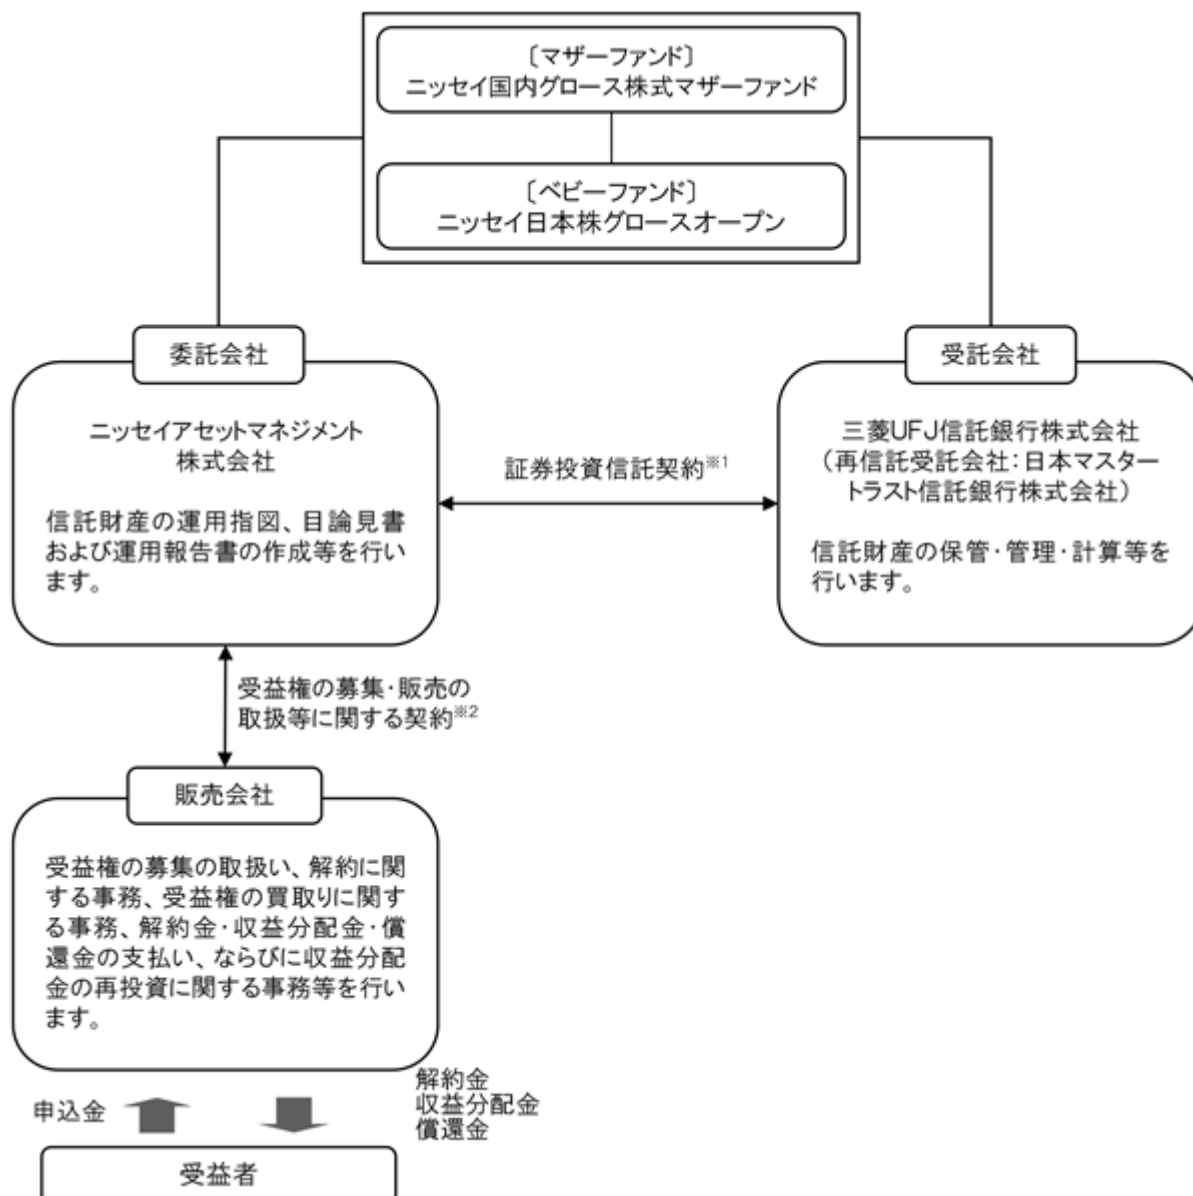 〔マザーファンド〕
ニッセイ国内グロース株式マザーファンド
〔ベビーファンド〕
ニッセイ日本株グロースオープン
委託会社
ニッセイアセットマネジメント
株式会社
信託財産の運用指図、目論見書
および運用報告書の作成等を行い
ます。
証券投資信託契約※1
受託会社
三菱UFJ信託銀行株式会社
（再信託受託会社：日本マスター
トラスト信託銀行株式会社）
信託財産の保管・管理・計算等を
行います。
受益権の募集・販売の
取扱等に関する契約※2
販売会社
受益権の募集の取扱い、解約に関
する事務、受益権の買取りに関す
る事務、解約金・収益分配金・償
還金の支払い、ならびに収益分配
金の再投資に関する事務等を行い
ます。
申込金
解約金
収益分配金
償還金
受益者